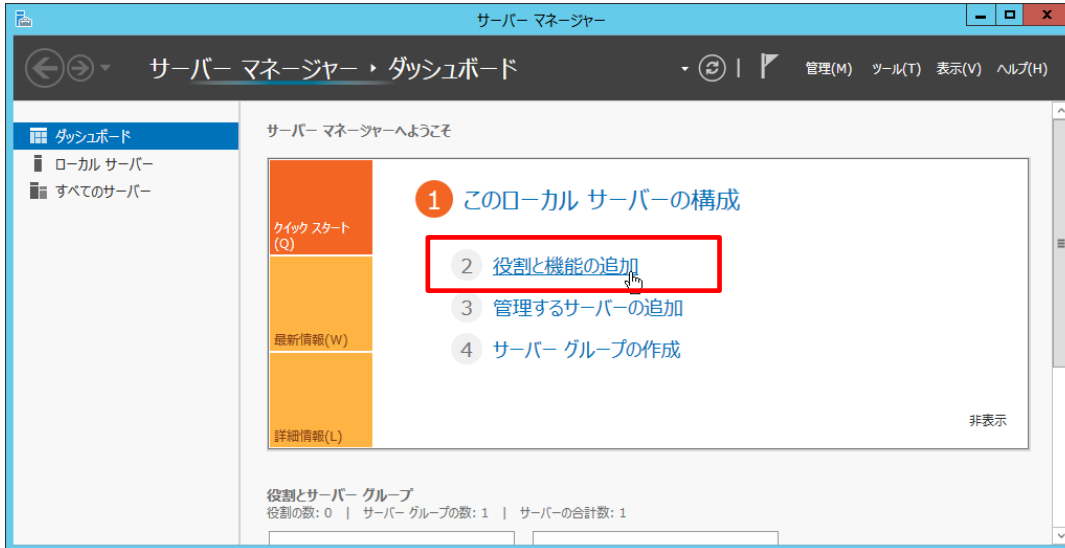 サーバー マネージャー
サーバー マネージャー ・ ダッシュボード
管理(M) ツール(T) 表示(V) ヘルプ(H)
ダッシュボード
ローカル サーバー
すべてのサーバー
サーバー マネージャーへようこそ
クイック スタート
(Q)
最新情報(W)
詳細情報(L)
1 このローカル サーバーの構成
2 役割と機能の追加
3 管理するサーバーの追加
4 サーバー グループの作成
非表示
役割とサーバー グループ
役割の数: 0 | サーバー グループの数: 1 | サーバーの合計数: 1